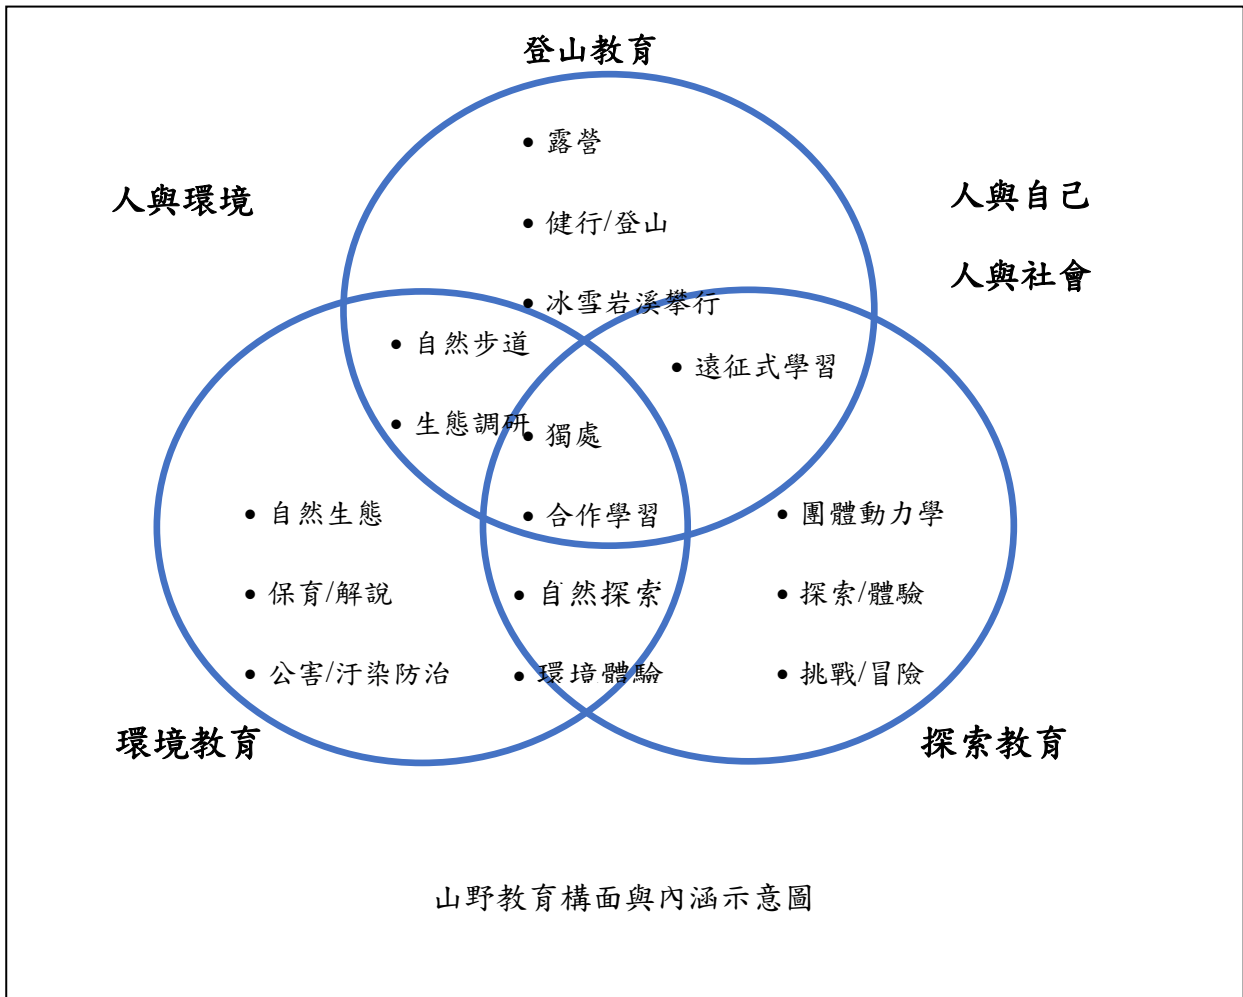 登山教育
• 露營
人與環境
人與自己
• 健行/登山
人與社會
• 冰雪岩溪攀行
• 自然步道
• 遠征式學習
• 生態調研
• 獨處
• 自然生態
• 合作學習
• 團體動力學
• 保育/解說
• 自然探索
• 探索/體驗
• 公害/汙染防治
• 環境體驗
• 挑戰/冒險
環境教育
探索教育
山野教育構面與內涵示意圖